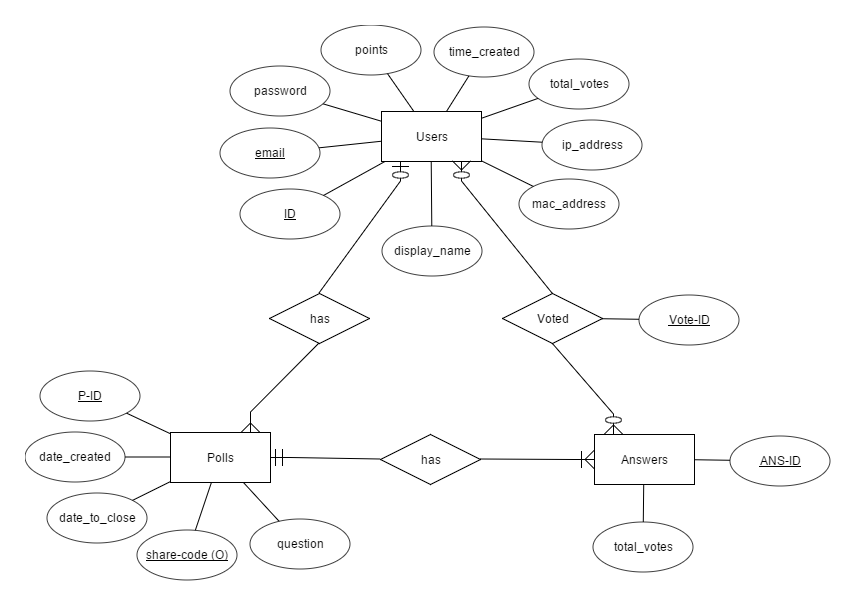 points
time_created
password
total_votes
Users
email
ip_address
ID
mac_address
display_name
has
Voted
Vote-ID
P-ID
date_created
Polls
has
Answers
ANS-ID
date_to_close
share-code (O)
question
total_votes